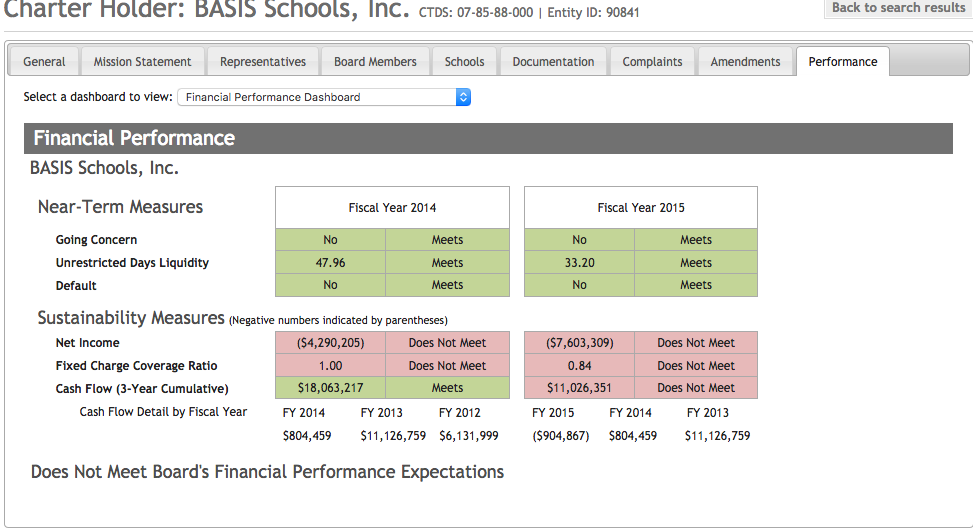 Charter Holder: BASIS Schools, Inc. CTDS: 07-85-88-000 | Entity ID: 90841
Back to search results
General Mission Statement Representatives Board Members Schools Documentation Complaints Amendments Performance
Select a dashboard to view: Financial Performance Dashboard
Financial Performance
BASIS Schools, Inc.
Near-Term Measures Fiscal Year 2014 Fiscal Year 2015
Going Concern No Meets No Meets
Unrestricted Days Liquidity 47.96 Meets 33.20 Meets
Default No Meets No Meets
Sustainability Measures (Negative numbers indicated by parentheses)
Net Income ($4,290,205) Does Not Meet ($7,603,309) Does Not Meet
Fixed Charge Coverage Ratio 1.00 Does Not Meet 0.84 Does Not Meet
Cash Flow (3-Year Cumulative) $18,063,217 Meets $11,026,351 Does Not Meet
Cash Flow Detail by Fiscal Year FY 2014 FY 2013 FY 2012 FY 2015 FY 2014 FY 2013
$804,459 $11,126,759 $6,131,999 ($904,867) $804,459 $11,126,759
Does Not Meet Board's Financial Performance Expectations